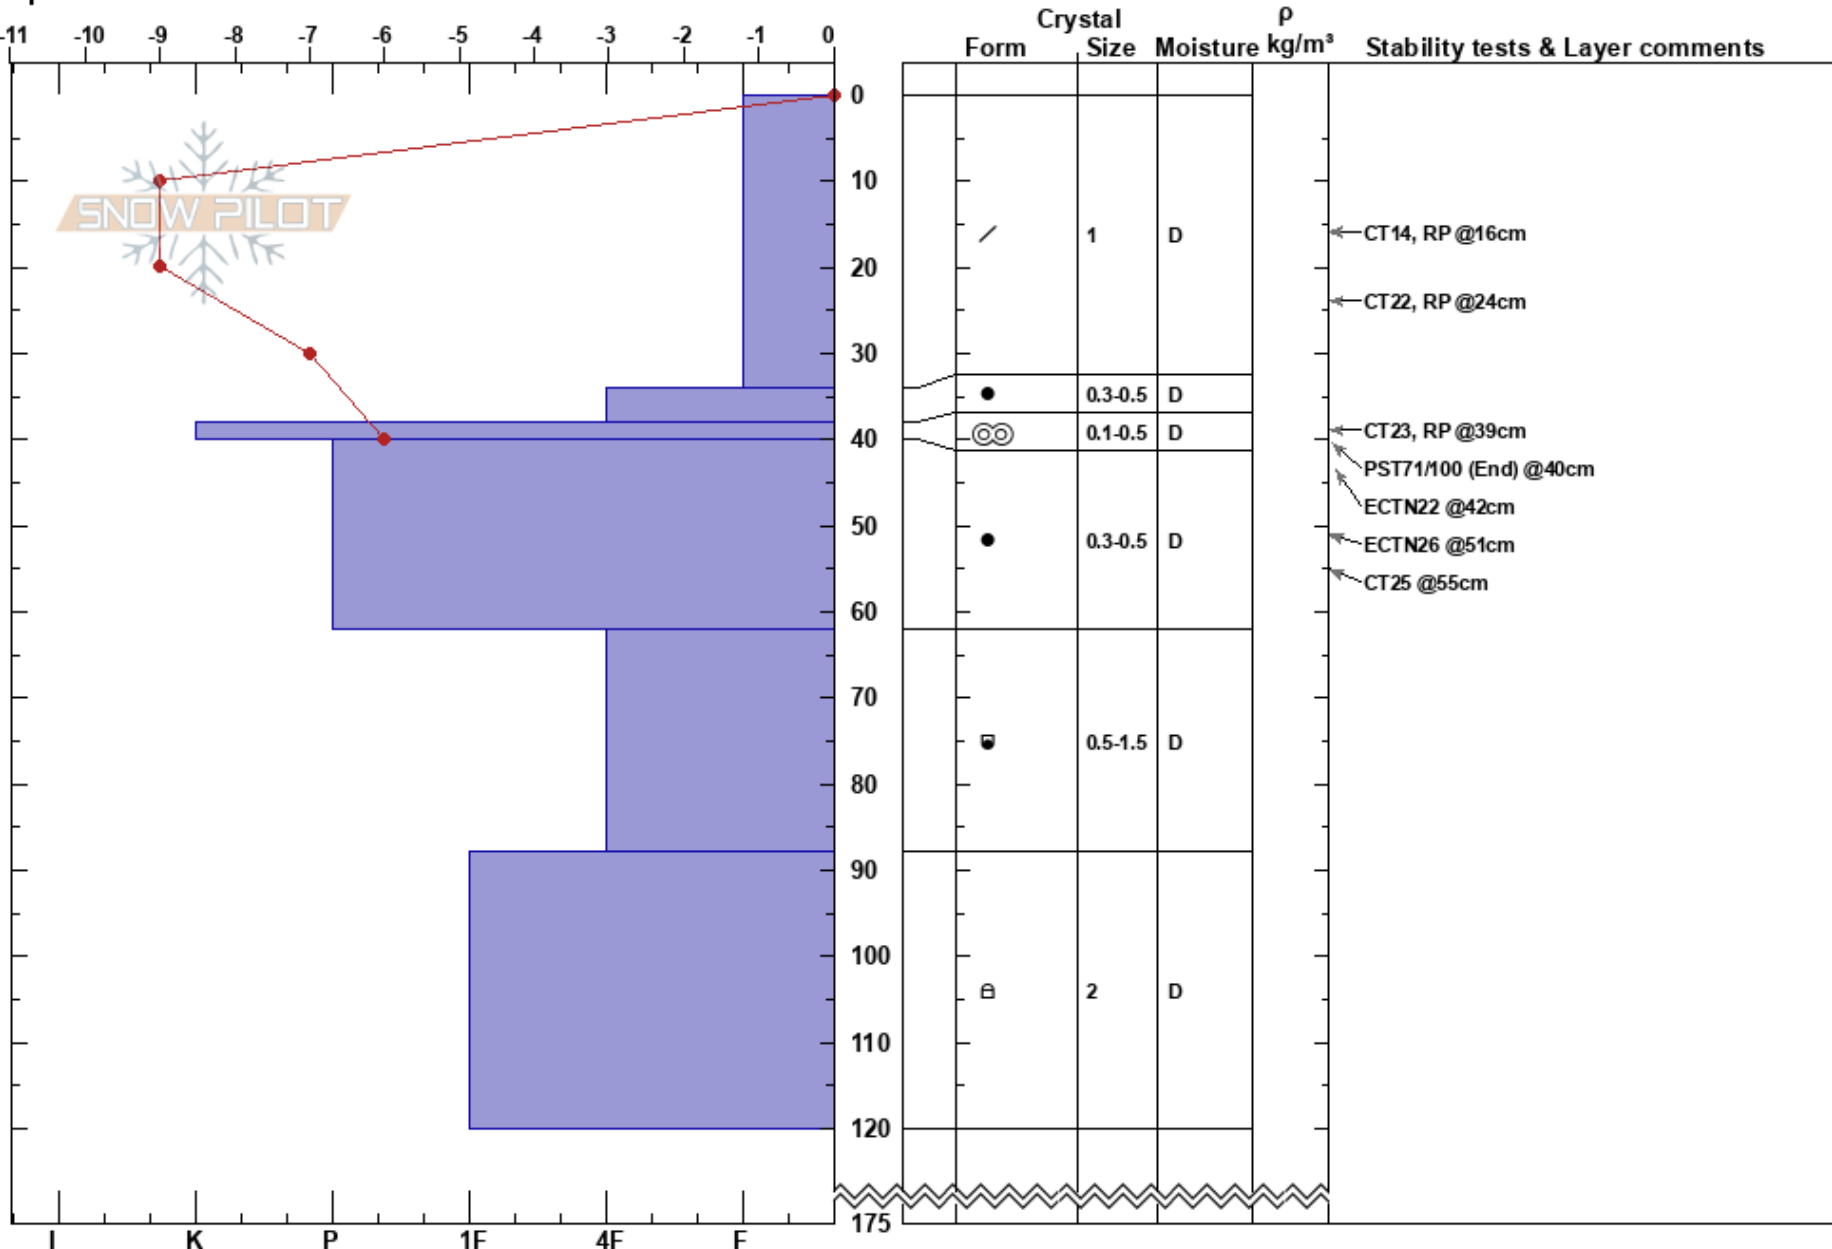 Crystal ρ
-11 -10 -9 -8 -7 -6 -5 -4 -3 -2 -1 0
Form Size Moisture kg/m³ Stability tests & Layer comments
0
10
SNOW PILOT
/ 1 D
CT14, RP @16cm
20
CT22, RP @24cm
30
0.3-0.5 D
0.1-0.5 D
CT23, RP @39cm
40
PST71/100 (End) @40cm
ECTN22 @42cm
50
0.3-0.5 D
ECTN26 @51cm
CT25 @55cm
60
70
0.5-1.5 D
80
90
100
2 D
110
120
175
I K P 1F 4F F